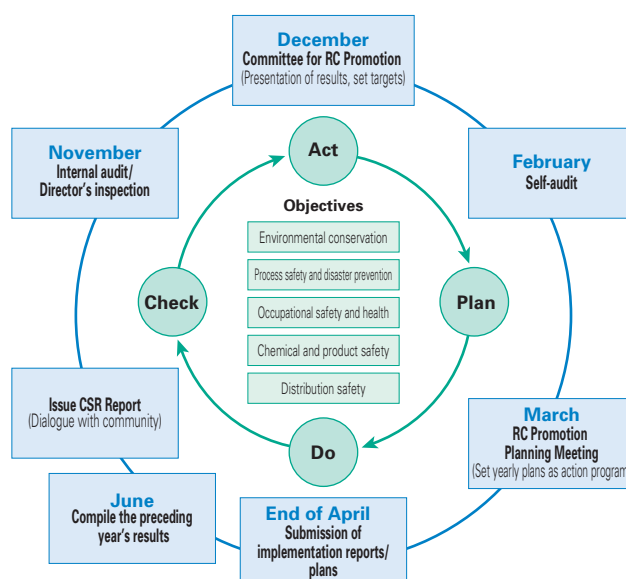 December
Committee for RC Promotion
(Presentation of results, set targets)
November
Internal audit/
Director's inspection
Act
February
Self-audit
Objectives
Environmental conservation
Process safety and disaster prevention
Occupational safety and health
Chemical and product safety
Distribution safety
Check
Plan
Do
Issue CSR Report
(Dialogue with community)
March
RC Promotion
Planning Meeting
(Set yearly plans as action program)
June
Compile the preceding
year's results
End of April
Submission of
implementation reports/
plans